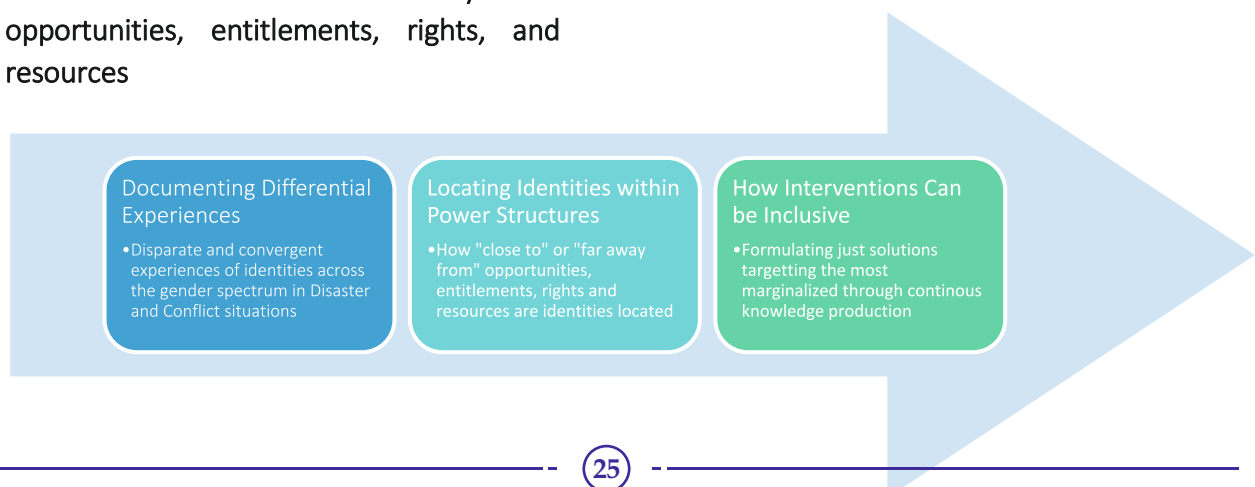 opportunities, entitlements, rights, and
resources
Documenting Differential
Experiences
•Disparate and convergent
experiences of identities across
the gender spectrum in Disaster
and Conflict situations
Locating Identities within
Power Structures
•How "close to" or "far away
from" opportunities,
entitlements, rights and
resources are identities located
How Interventions Can
be Inclusive
•Formulating just solutions
targetting the most
marginalized through continous
knowledge production
25